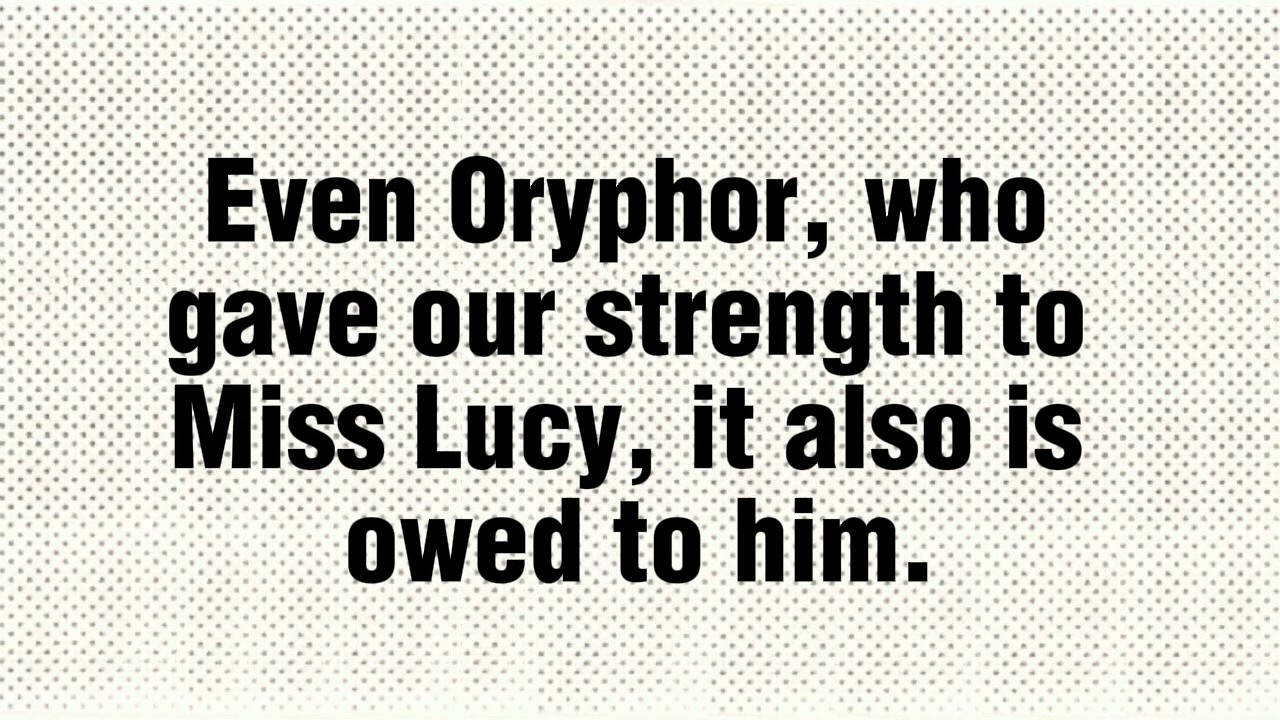 Even Oryphor, who
gave our strength to
Miss Lucy, it also is
owed to him.